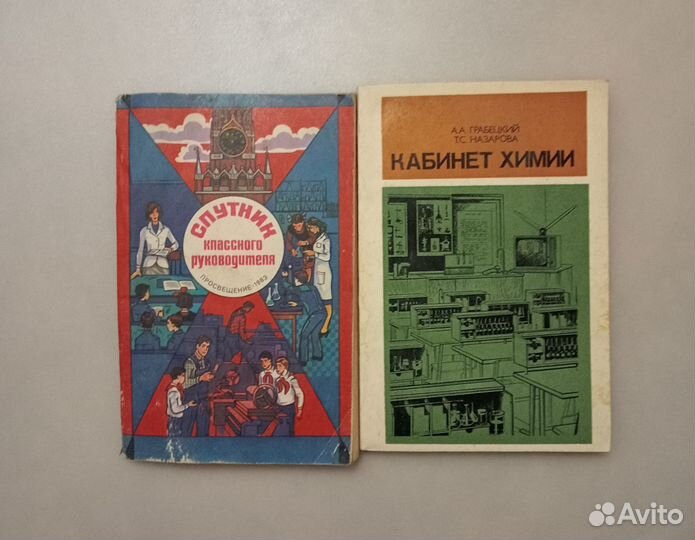 СПУТНИК
классного
руководителя
ПРОСВЕЩЕНИЕ·1983
А.А. ГРАБЕЦКИЙ
Т.С. НАЗАРОВА
КАБИНЕТ ХИМИИ
Avito